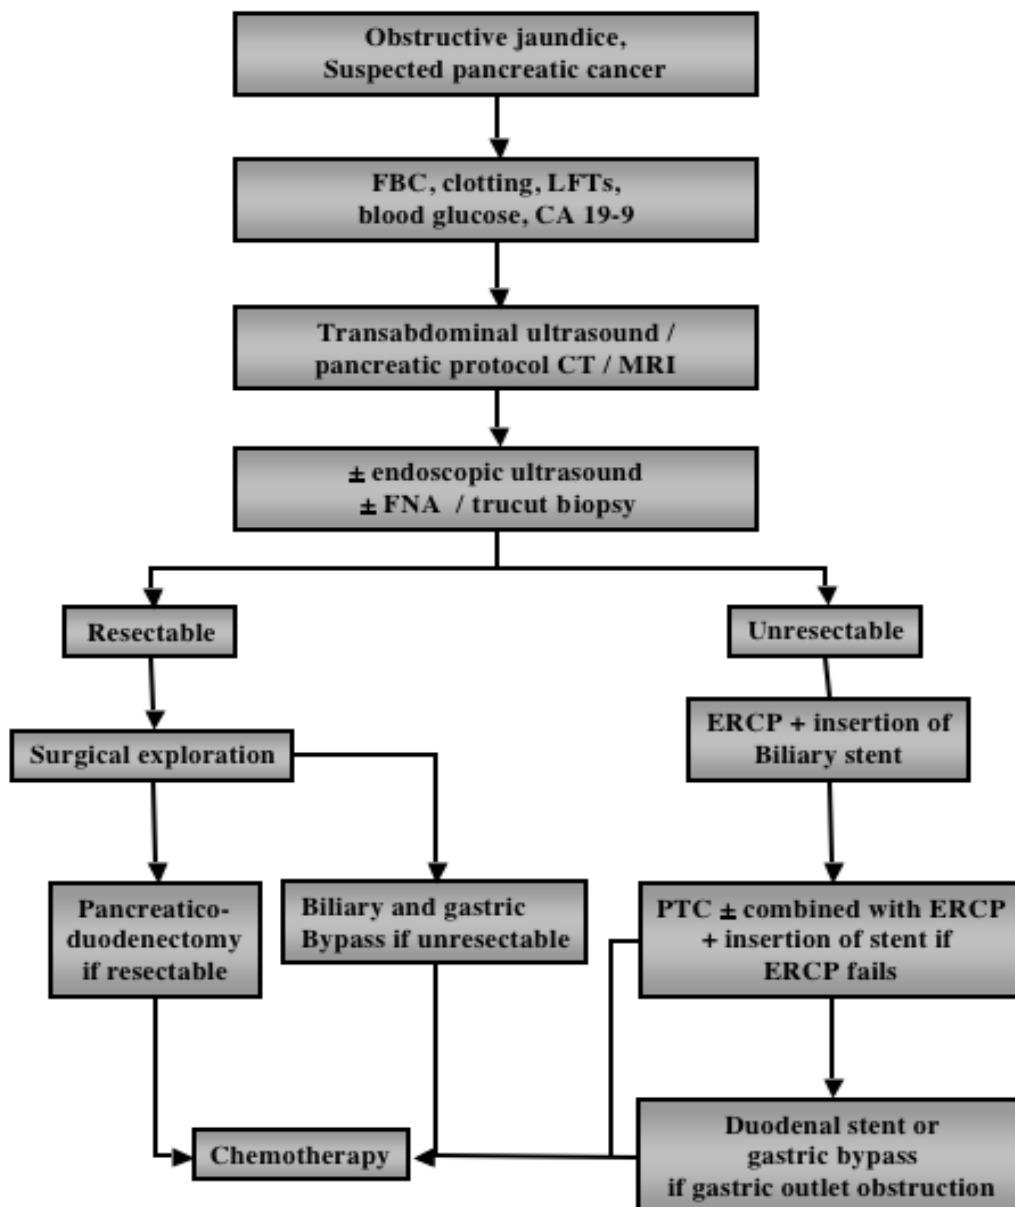 Obstructive jaundice,
Suspected pancreatic cancer
FBC, clotting, LFTs,
blood glucose, CA 19-9
Transabdominal ultrasound /
pancreatic protocol CT / MRI
± endoscopic ultrasound
± FNA / trucut biopsy
Resectable
Unresectable
Surgical exploration
ERCP + insertion of
Biliary stent
Pancreatico-
duodenectomy
if resectable
Biliary and gastric
Bypass if unresectable
PTC ± combined with ERCP
+ insertion of stent if
ERCP fails
Chemotherapy
Duodenal stent or
gastric bypass
if gastric outlet obstruction